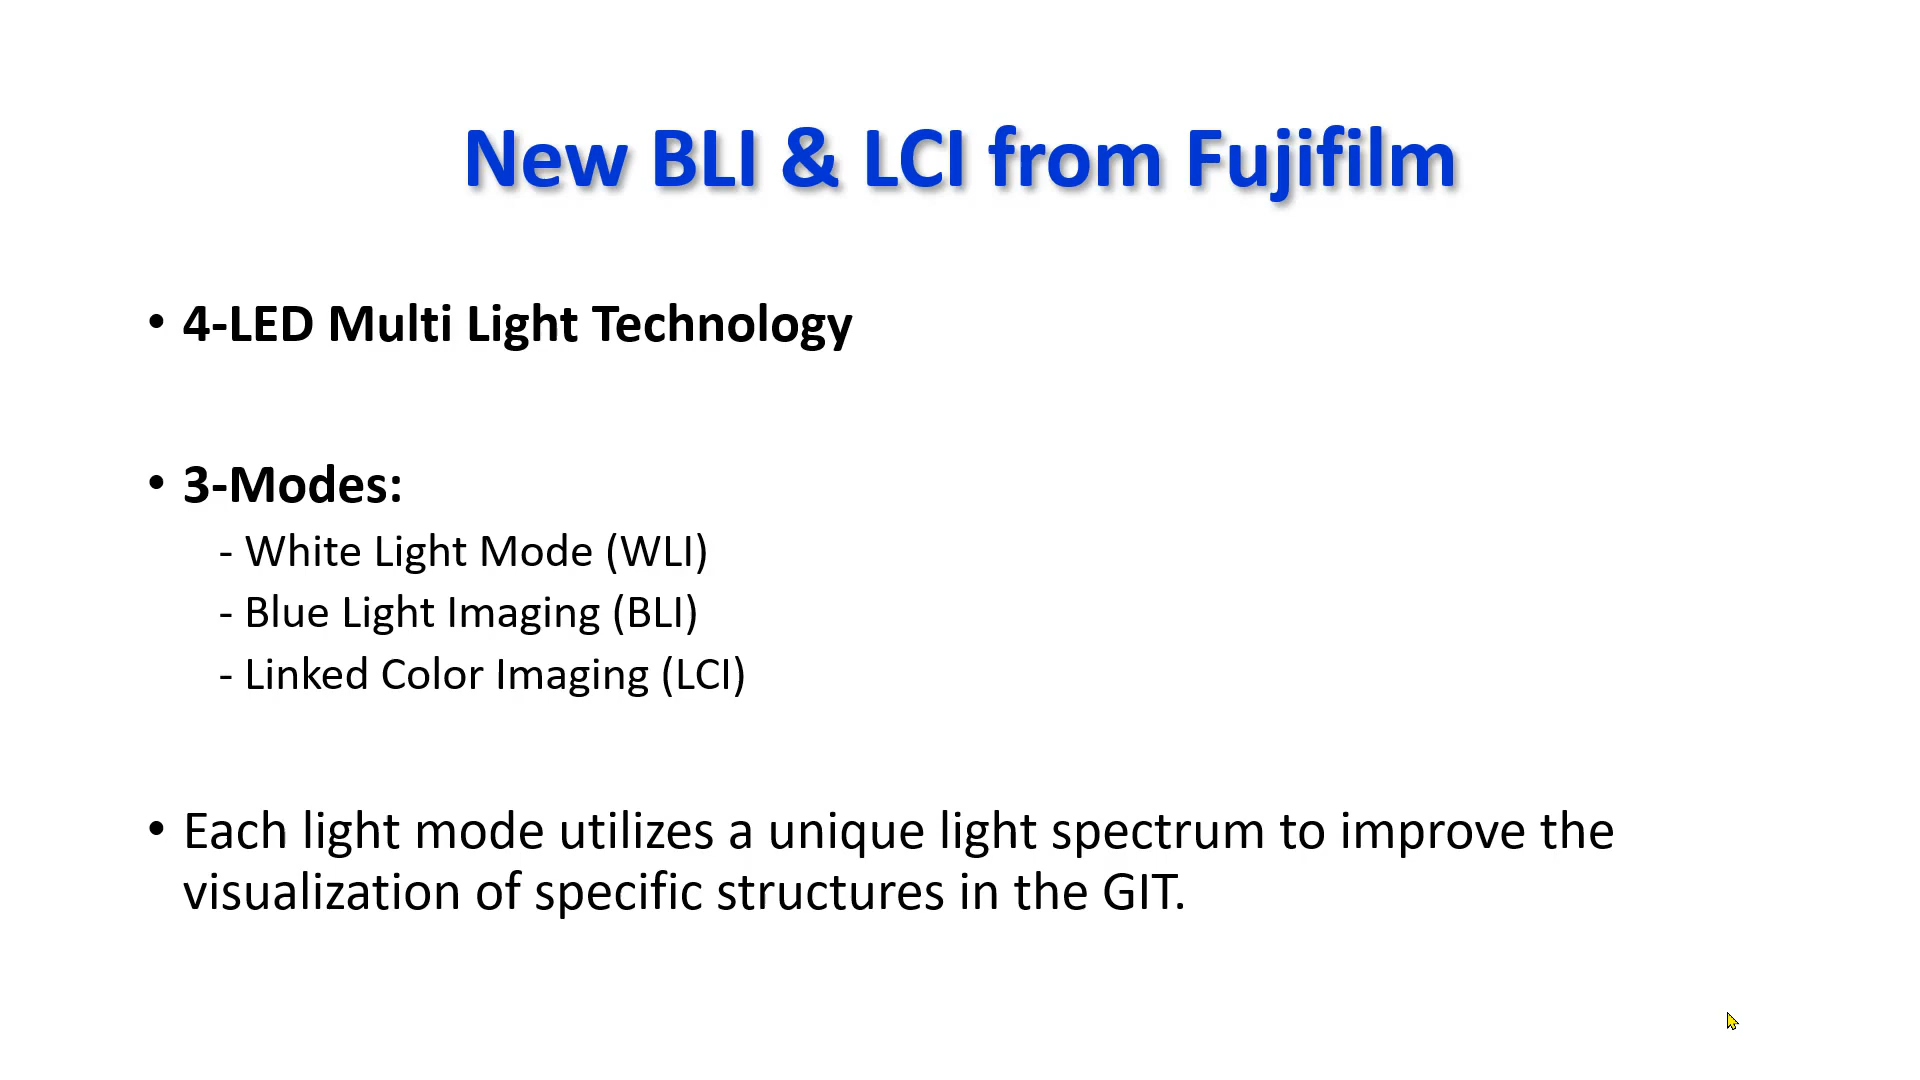 New BLI & LCI from Fujifilm
• 4-LED Multi Light Technology
• 3-Modes:
- White Light Mode (WLI)
- Blue Light Imaging (BLI)
- Linked Color Imaging (LCI)
• Each light mode utilizes a unique light spectrum to improve the
visualization of specific structures in the GIT.